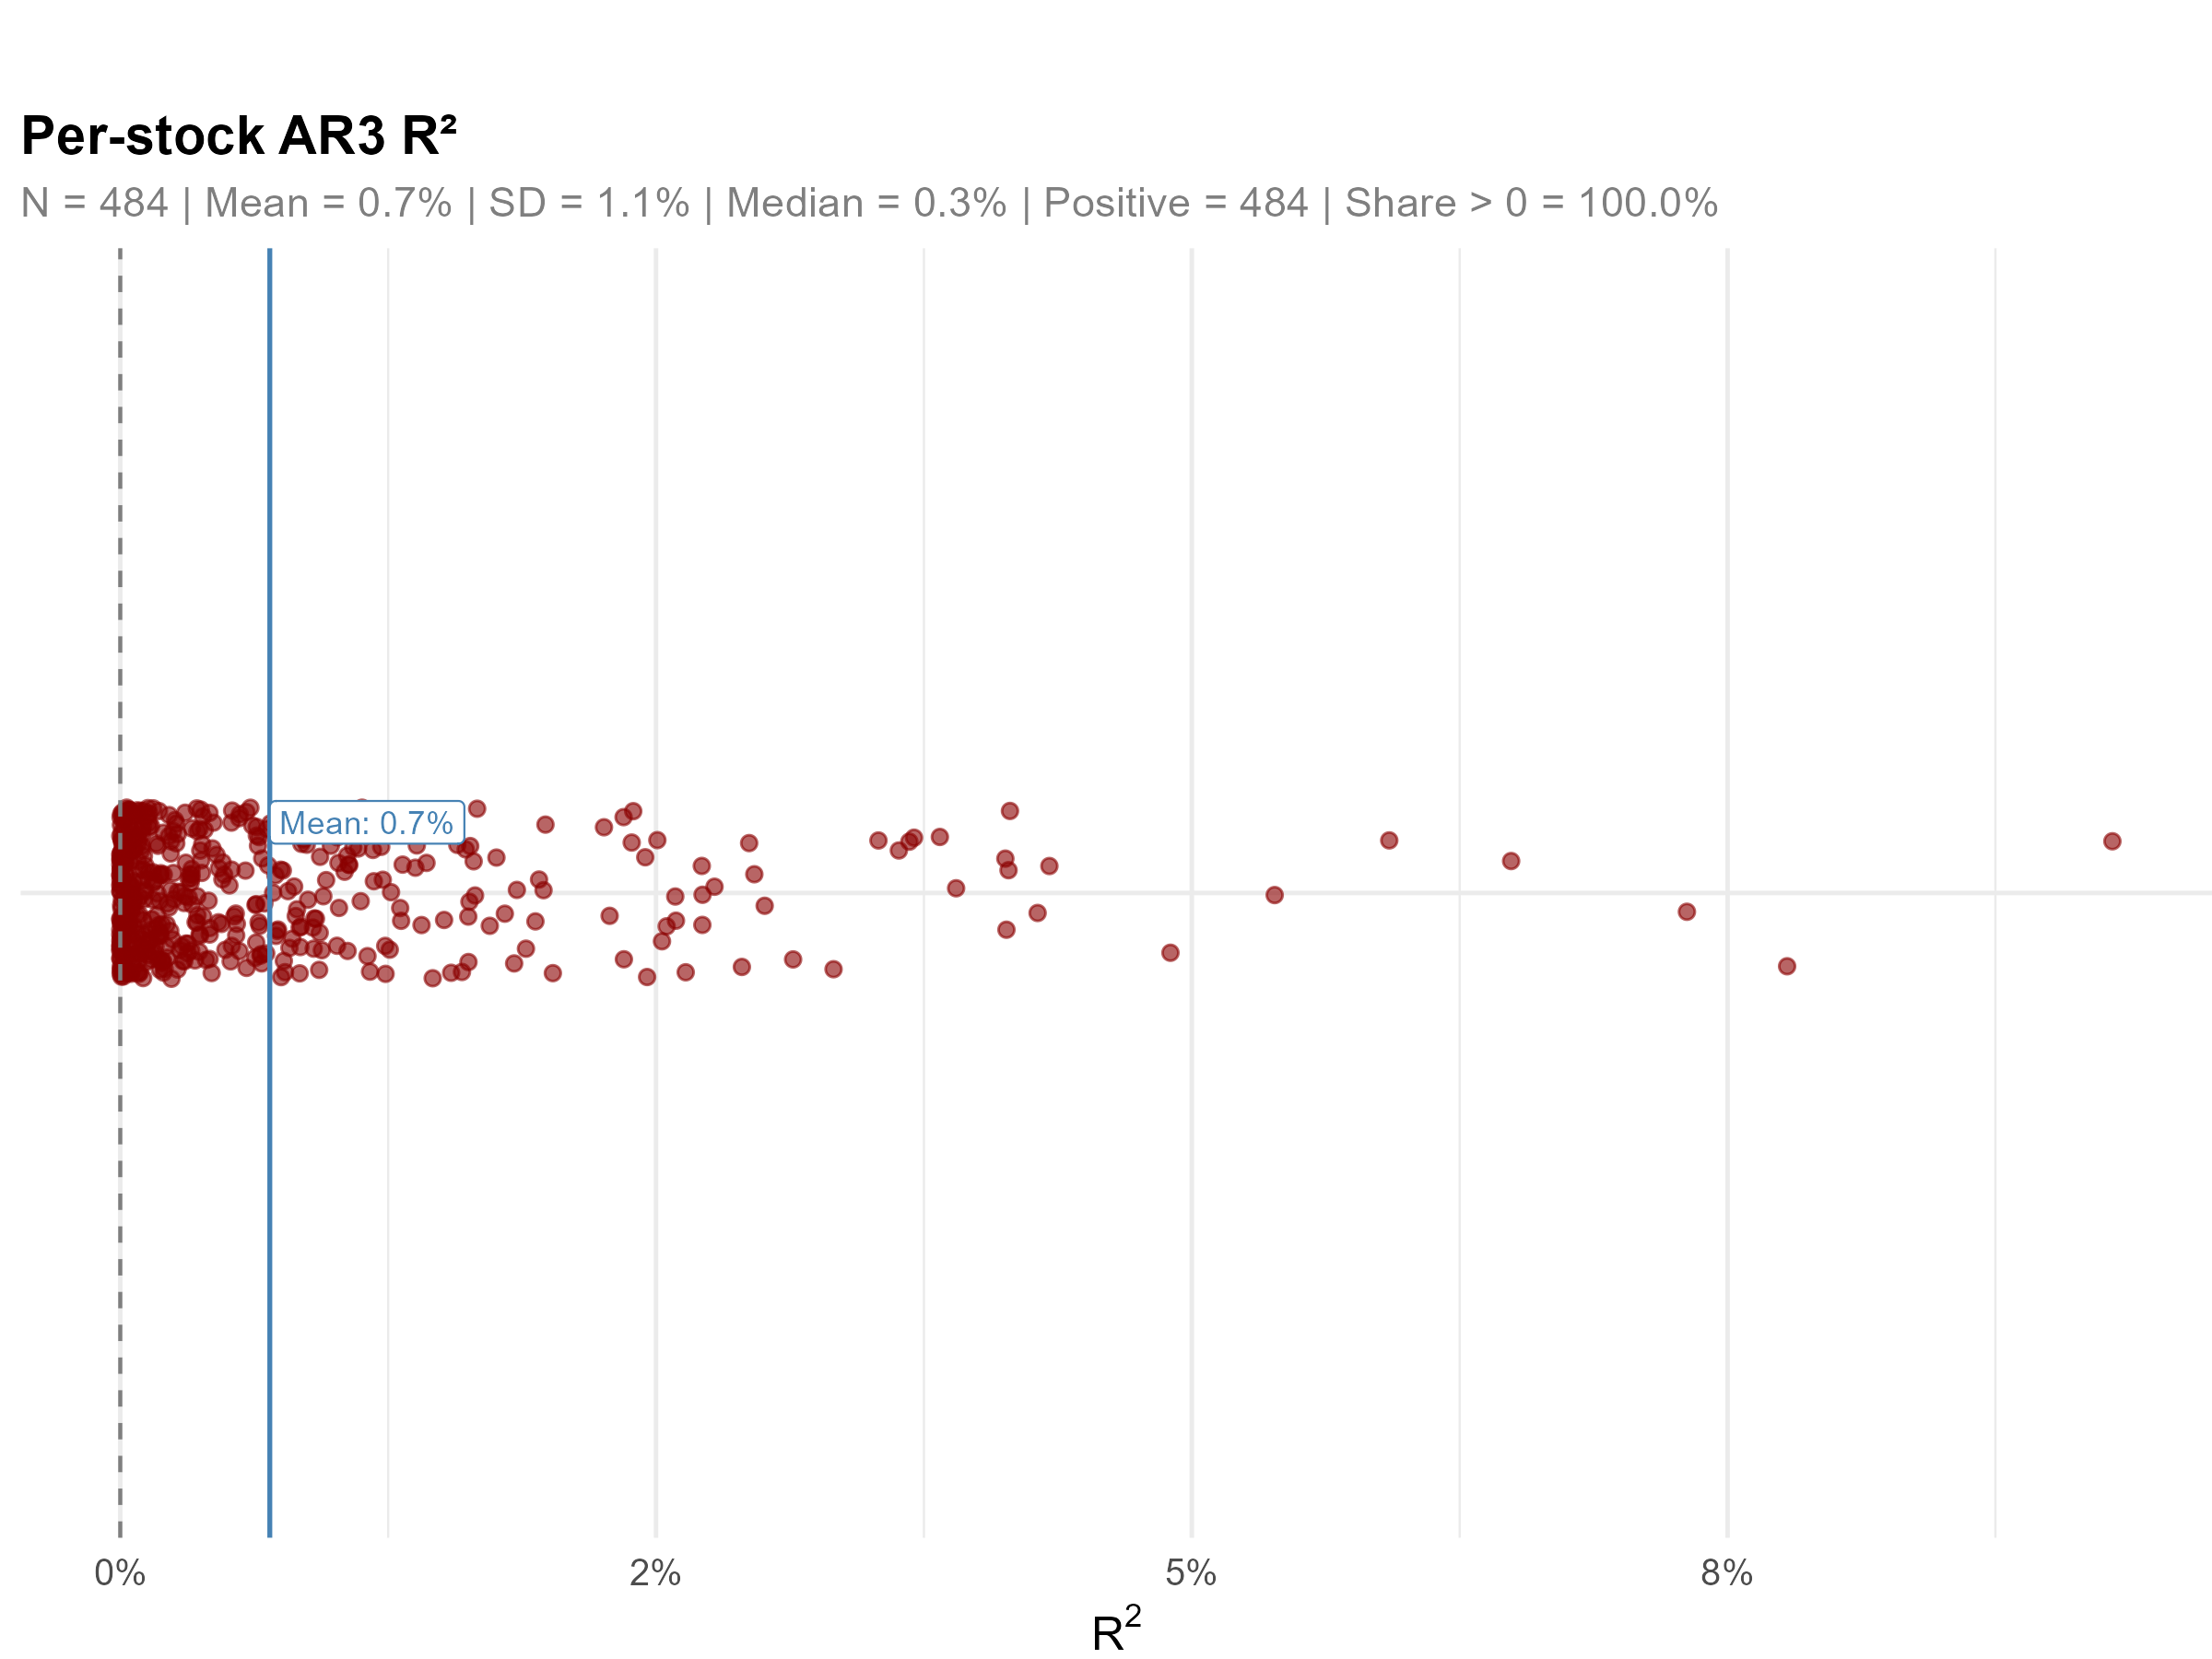 Per-stock AR3 R²
N = 484 | Mean = 0.7% | SD = 1.1% | Median = 0.3% | Positive = 484 | Share > 0 = 100.0%
Mean: 0.7%
0% 2% 5% 8%
R²